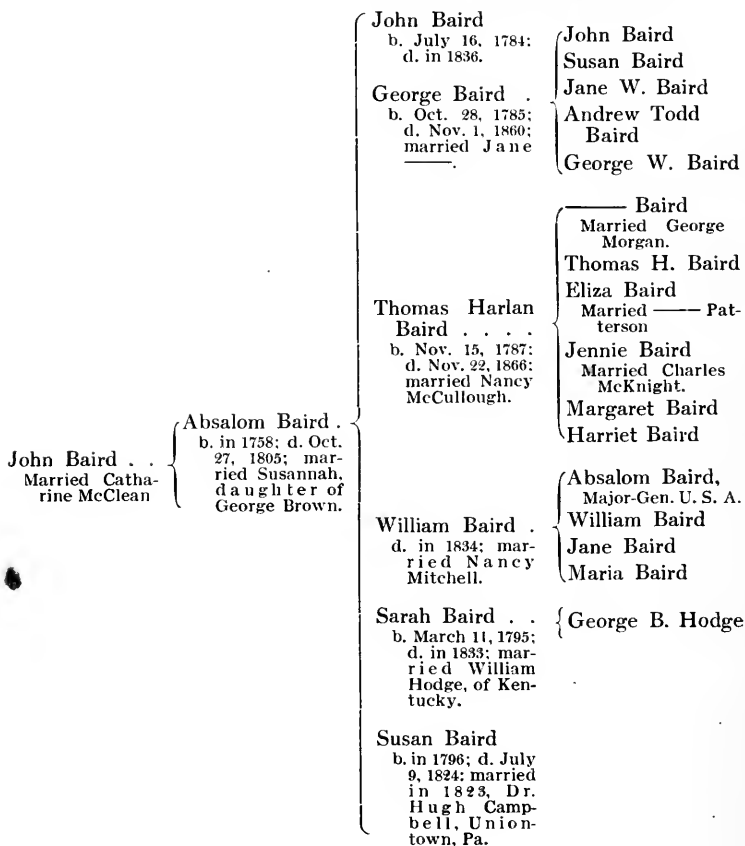 John Baird . .
Married Catha-
rine McClean
Absalom Baird .
b. in 1758; d. Oct.
27, 1805; mar-
ried Susannah,
daughter of
George Brown.
John Baird
b. July 16, 1784;
d. in 1836.
George Baird .
b. Oct. 28, 1785;
d. Nov. 1, 1860;
married Jane
——.
John Baird
Susan Baird
Jane W. Baird
Andrew Todd
Baird
George W. Baird
Thomas Harlan
Baird . . . .
b. Nov. 15, 1787:
d. Nov. 22, 1866:
married Nancy
McCullough.
—— Baird
Married George
Morgan.
Thomas H. Baird
Eliza Baird
Married —— Pat-
terson
Jennie Baird
Married Charles
McKnight.
Margaret Baird
Harriet Baird
William Baird .
d. in 1834; mar-
ried Nancy
Mitchell.
Absalom Baird,
Major-Gen. U. S. A.
William Baird
Jane Baird
Maria Baird
Sarah Baird . .
b. March 11, 1795;
d. in 1833; mar-
ried William
Hodge, of Ken-
tucky.
George B. Hodge
Susan Baird
b. in 1796; d. July
9, 1824: married
in 1823, Dr.
Hugh Camp-
bell, Union-
town, Pa.